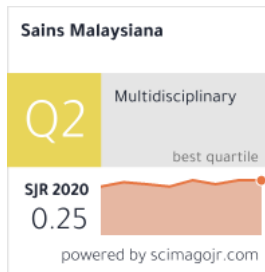 Sains Malaysiana
Q2
Multidisciplinary
best quartile
SJR 2020
0.25
powered by scimagojr.com